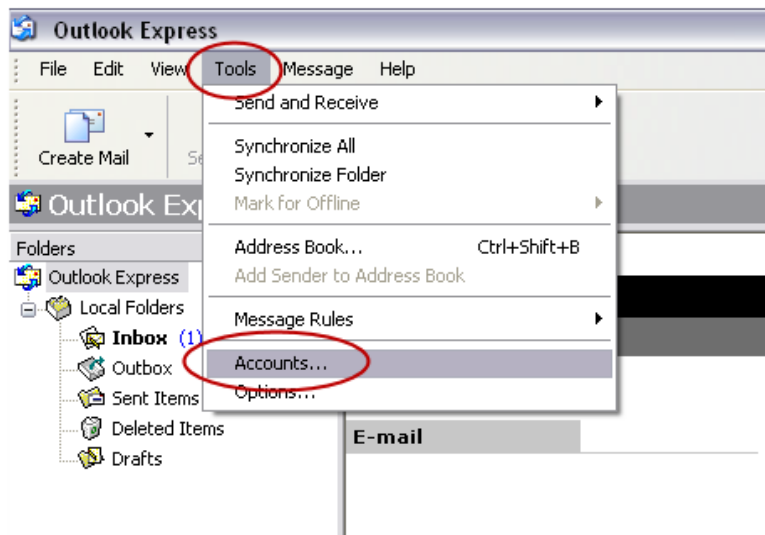 Outlook Express
File Edit View Tools Message Help
Send and Receive
Create Mail
Synchronize All
Synchronize Folder
Mark for Offline
Outlook Exp
Address Book... Ctrl+Shift+B
Add Sender to Address Book
Message Rules
Accounts...
Options...
Folders
Outlook Express
Local Folders
Inbox (1)
Outbox
Sent Items
Deleted Items
Drafts
E-mail